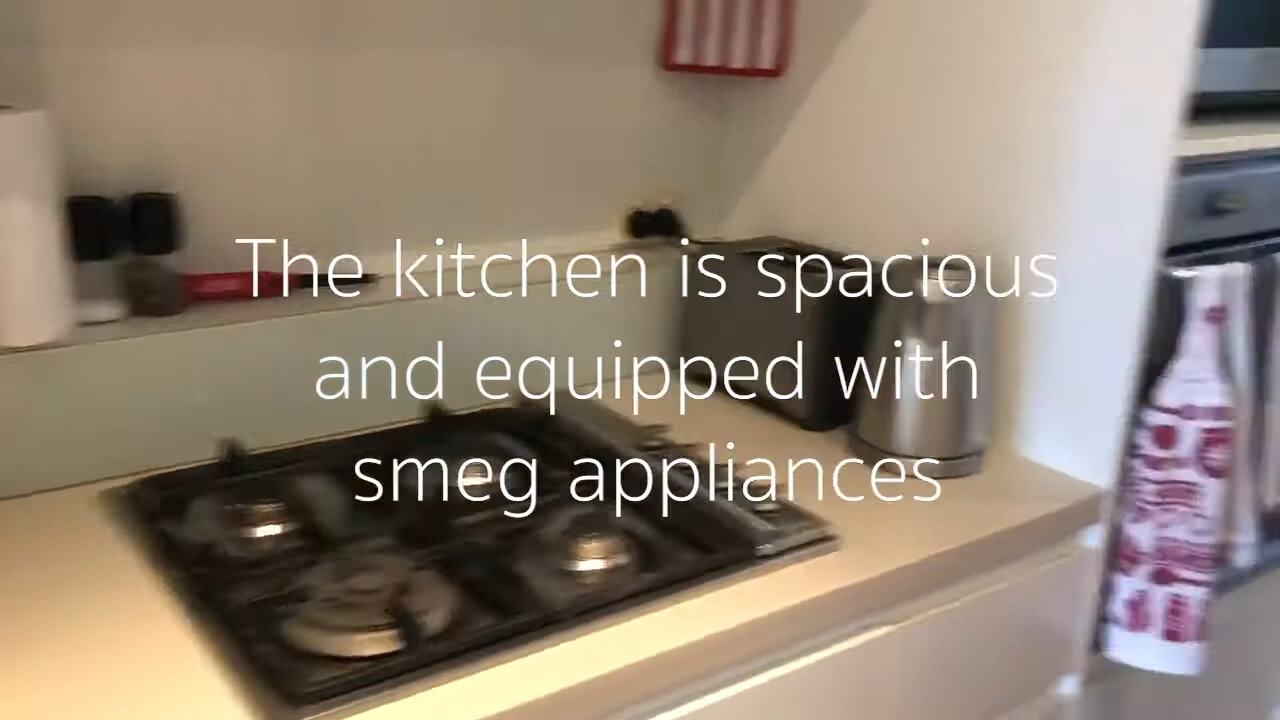 The kitchen is spacious
and equipped with
smeg appliances